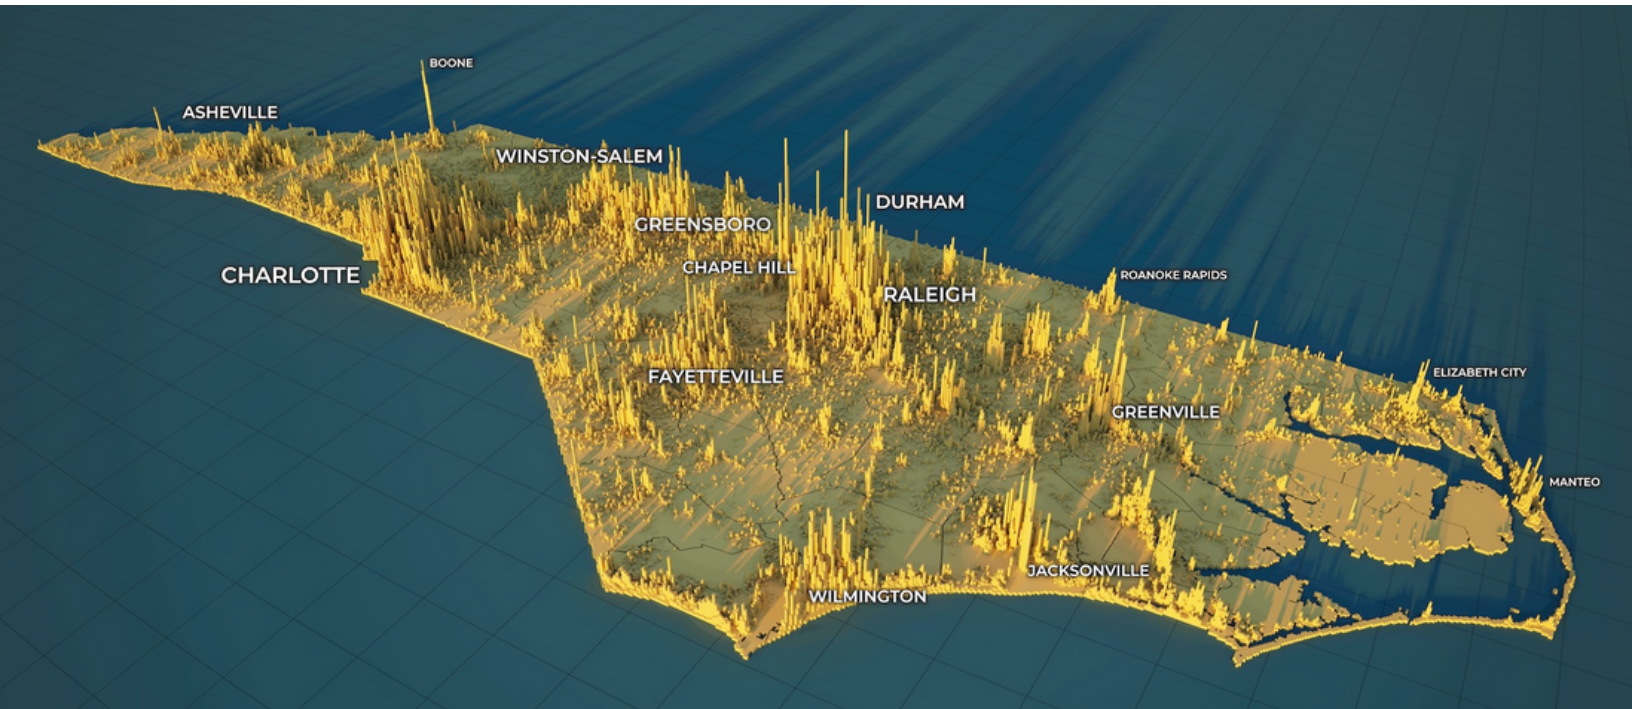 BOONE
ASHEVILLE
WINSTON-SALEM
DURHAM
GREENSBORO
CHAPEL HILL
CHARLOTTE
ROANOKE RAPIDS
RALEIGH
ELIZABETH CITY
FAYETTEVILLE
GREENVILLE
MANTEO
JACKSONVILLE
WILMINGTON